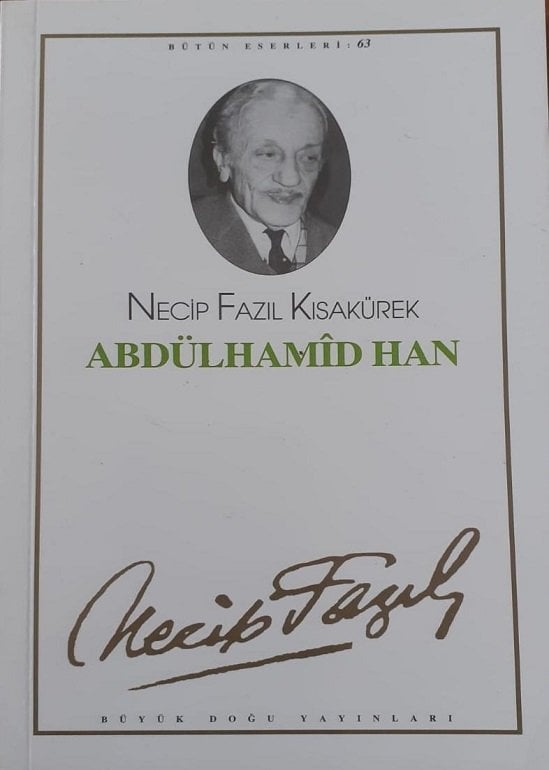 BÜTÜN ESERLERİ: 63
NECİP FAZIL KISAKÜREK
ABDÜLHAMÎD HAN
Necip Fazıl
BÜYÜK DOĞU YAYINLARI